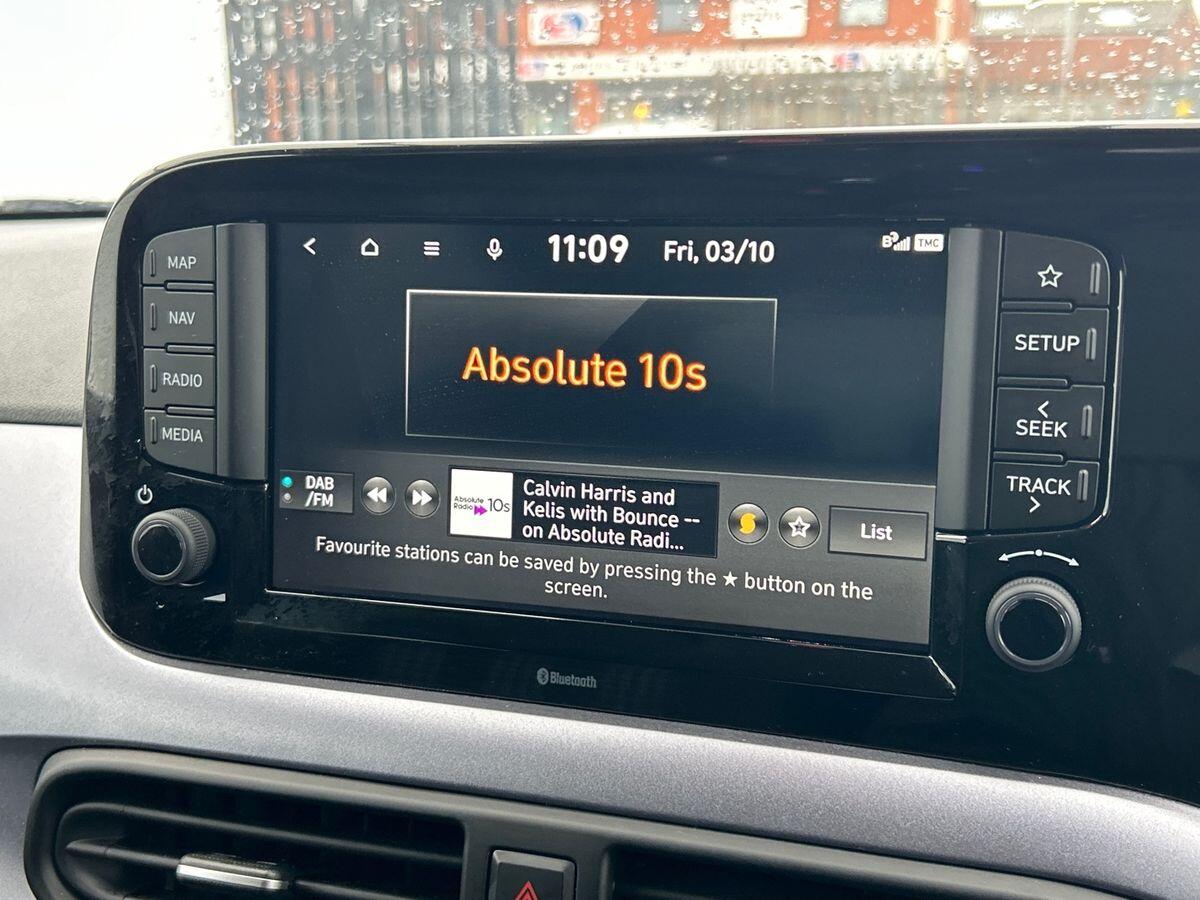 11:09 Fri, 03/10 TMC
MAP
NAV
RADIO
MEDIA
Absolute 10s
SETUP
SEEK
TRACK
DAB
/FM
Absolute
Radio 10s
Calvin Harris and
Kelis with Bounce --
on Absolute Radi...
List
Favourite stations can be saved by pressing the ★ button on the
screen.
Bluetooth